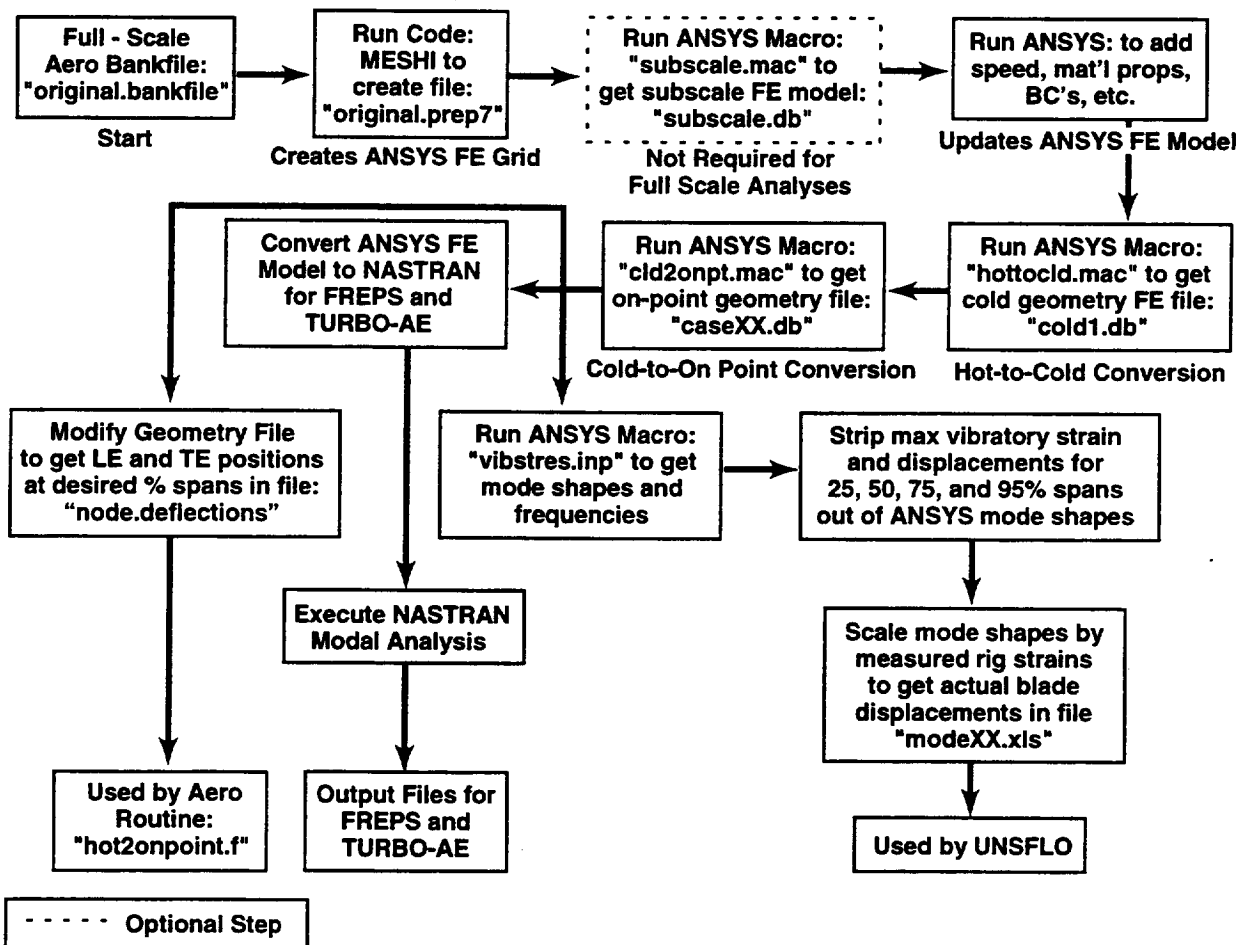 Full - Scale
Aero Bankfile:
"original.bankfile"
Start
Run Code:
MESHI to
create file:
"original.prep7"
Creates ANSYS FE Grid
Run ANSYS Macro:
"subscale.mac" to
get subscale FE model:
"subscale.db"
Not Required for
Full Scale Analyses
Run ANSYS: to add
speed, mat'l props,
BC's, etc.
Updates ANSYS FE Model
Convert ANSYS FE
Model to NASTRAN
for FREPS and
TURBO-AE
Run ANSYS Macro:
"cld2onpt.mac" to get
on-point geometry file:
"caseXX.db"
Cold-to-On Point Conversion
Run ANSYS Macro:
"hottocld.mac" to get
cold geometry FE file:
"cold1.db"
Hot-to-Cold Conversion
Modify Geometry File
to get LE and TE positions
at desired % spans in file:
“node.deflections”
Run ANSYS Macro:
"vibstres.inp" to get
mode shapes and
frequencies
Strip max vibratory strain
and displacements for
25, 50, 75, and 95% spans
out of ANSYS mode shapes
Execute NASTRAN
Modal Analysis
Scale mode shapes by
measured rig strains
to get actual blade
displacements in file
"modeXX.xls"
Used by Aero
Routine:
"hot2onpoint.f"
Output Files for
FREPS and
TURBO-AE
Used by UNSFLO
Optional Step